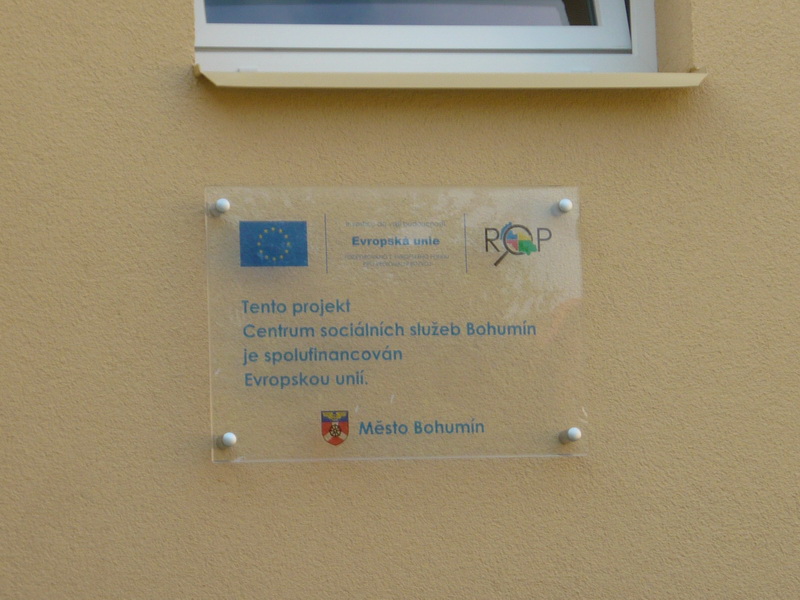 Evropská unie
ROP
Tento projekt
Centrum sociálních služeb Bohumín
je spolufinancován
Evropskou unií.
Město Bohumín